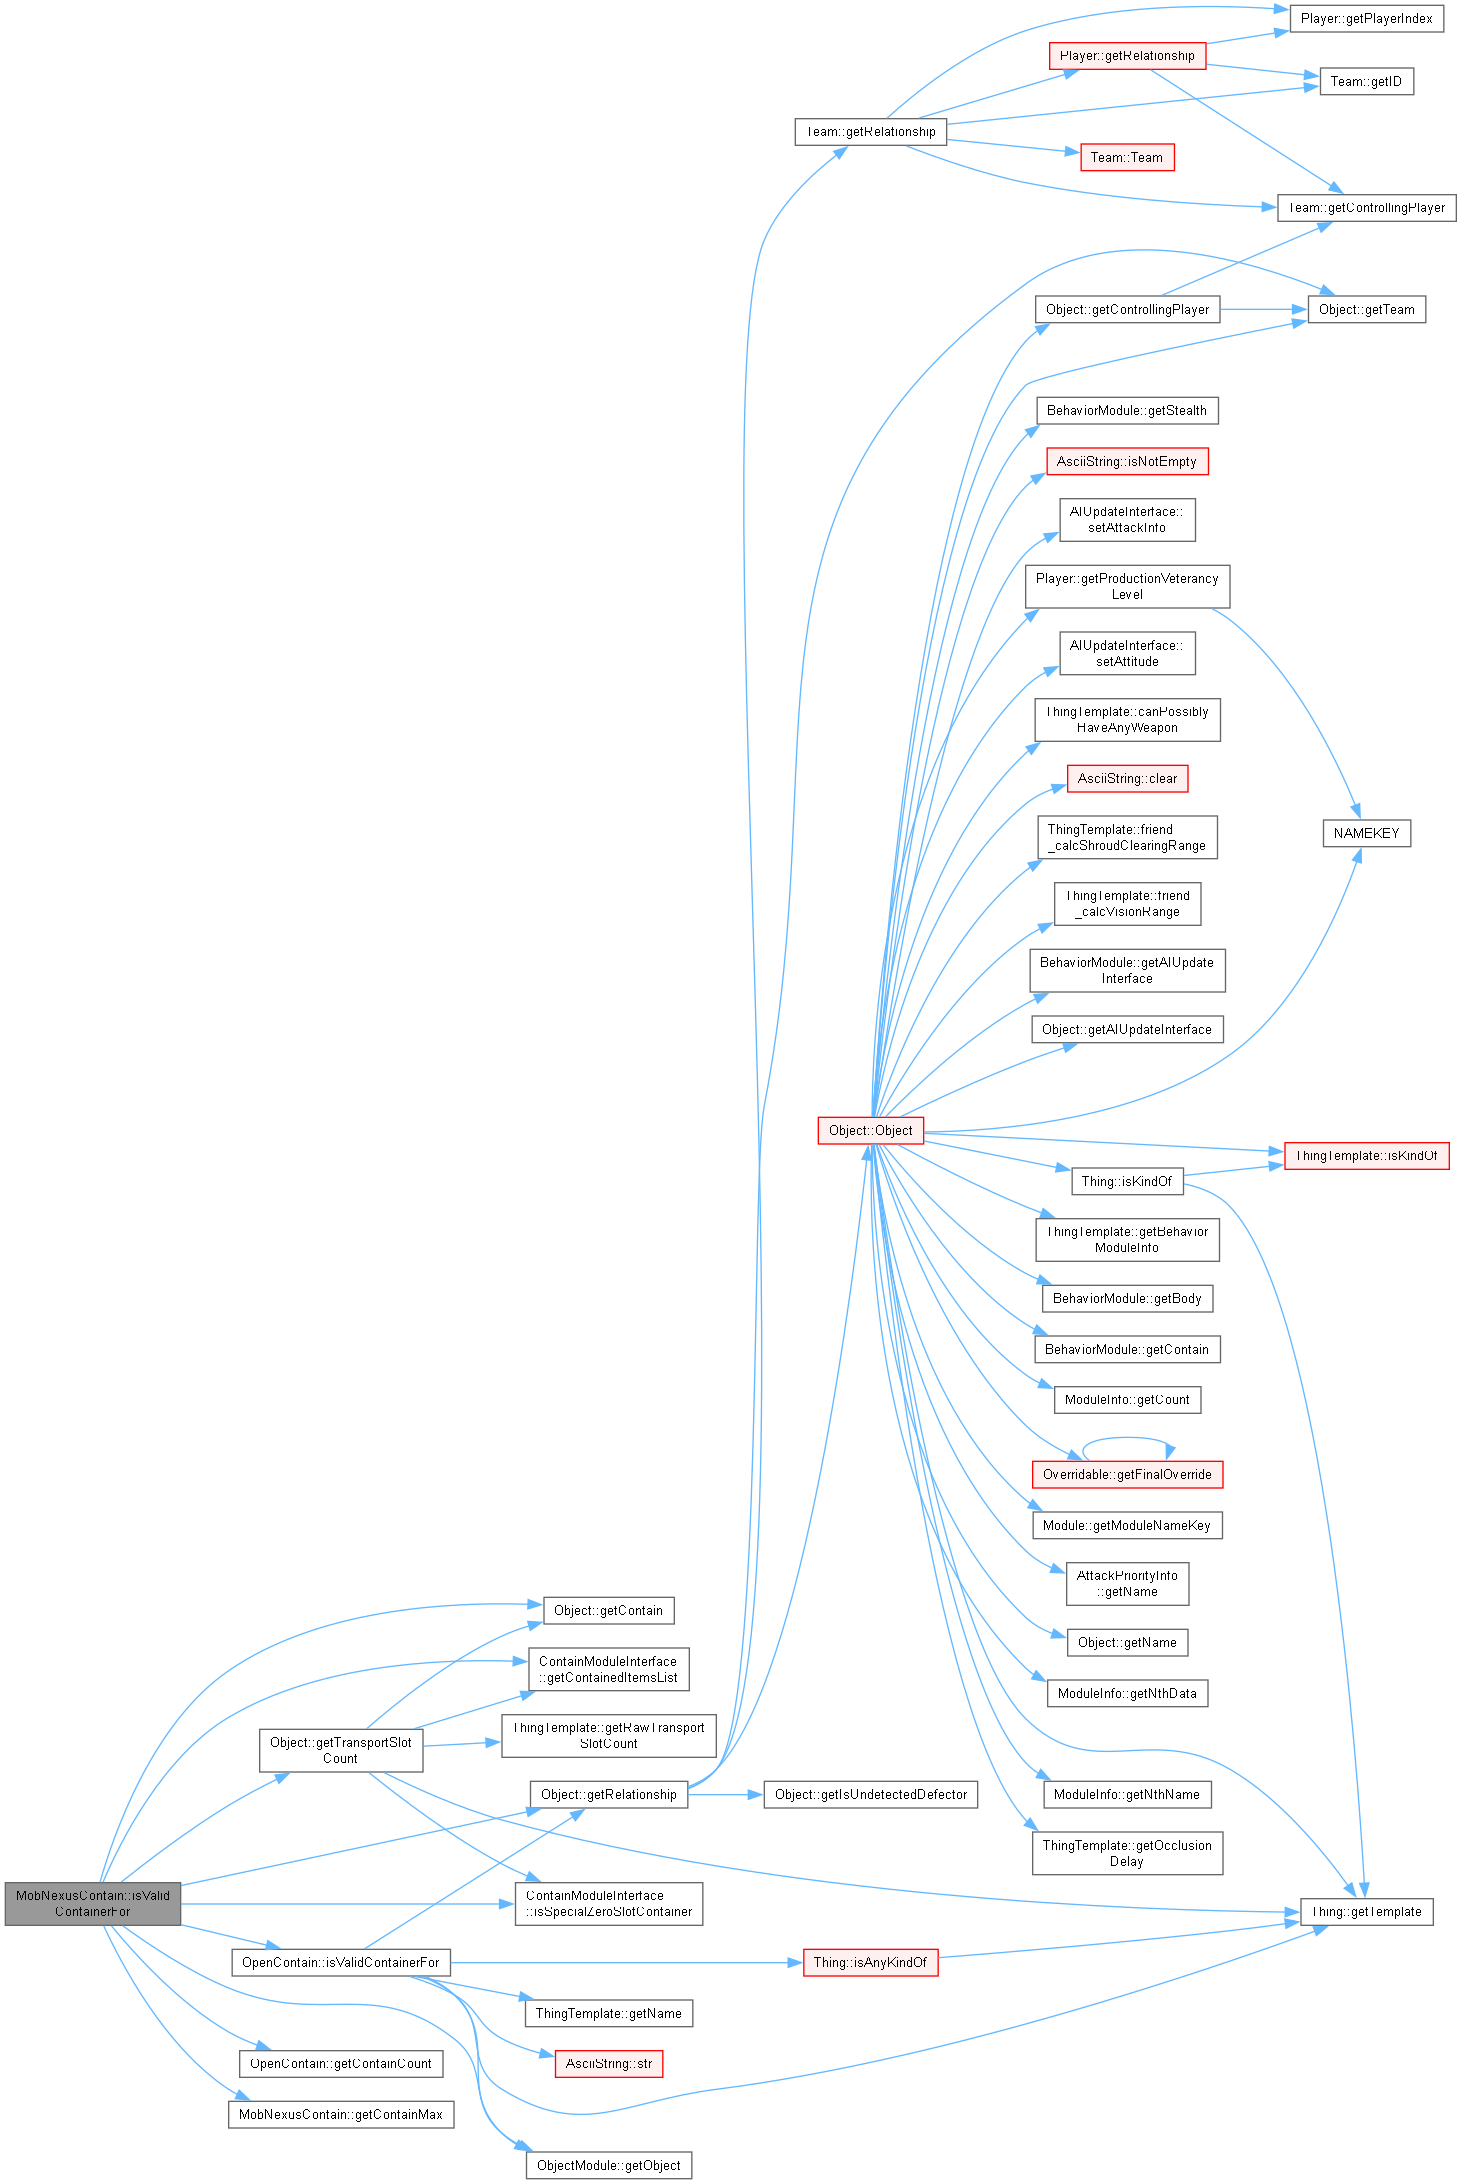 Player::getPlayerIndex
Player::getRelationship
Team::getID
Team::getRelationship
Team::Team
Team::getControllingPlayer
Object::getControllingPlayer
Object::getTeam
BehaviorModule::getStealth
AsciiString::isNotEmpty
AIUpdateInterface::
setAttackInfo
Player::getProductionVeterancy
Level
AIUpdateInterface::
setAttitude
ThingTemplate::canPossibly
HaveAnyWeapon
AsciiString::clear
ThingTemplate::friend
_calcShroudClearingRange
NAMEKEY
ThingTemplate::friend
_calcVisionRange
BehaviorModule::getAIUpdate
Interface
Object::getAIUpdateInterface
Object::Object
ThingTemplate::isKindOf
Thing::isKindOf
ThingTemplate::getBehavior
ModuleInfo
BehaviorModule::getBody
BehaviorModule::getContain
ModuleInfo::getCount
Overridable::getFinalOverride
Module::getModuleNameKey
AttackPriorityInfo
::getName
Object::getContain
Object::getName
ContainModuleInterface
::getContainedItemsList
ModuleInfo::getNthData
Object::getTransportSlot
Count
ThingTemplate::getRawTransport
SlotCount
Object::getRelationship
Object::getIsUndetectedDefector
ModuleInfo::getNthName
ThingTemplate::getOcclusion
Delay
MobNexusContain::isValid
ContainerFor
ContainModuleInterface
::isSpecialZeroSlotContainer
Thing::getTemplate
OpenContain::isValidContainerFor
Thing::isAnyKindOf
ThingTemplate::getName
OpenContain::getContainCount
AsciiString::str
MobNexusContain::getContainMax
ObjectModule::getObject